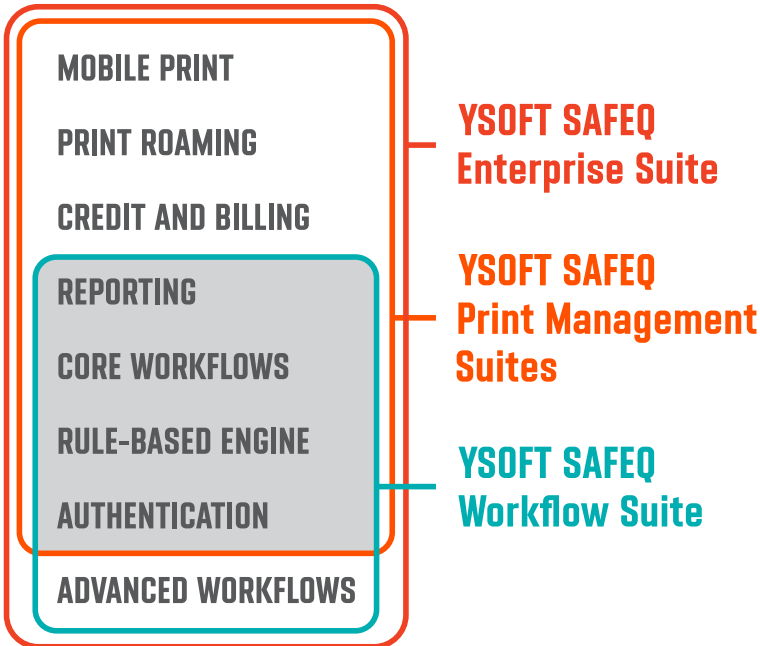 MOBILE PRINT
PRINT ROAMING
CREDIT AND BILLING
REPORTING
CORE WORKFLOWS
RULE-BASED ENGINE
AUTHENTICATION
ADVANCED WORKFLOWS
YSOFT SAFEQ
Enterprise Suite
YSOFT SAFEQ
Print Management
Suites
YSOFT SAFEQ
Workflow Suite